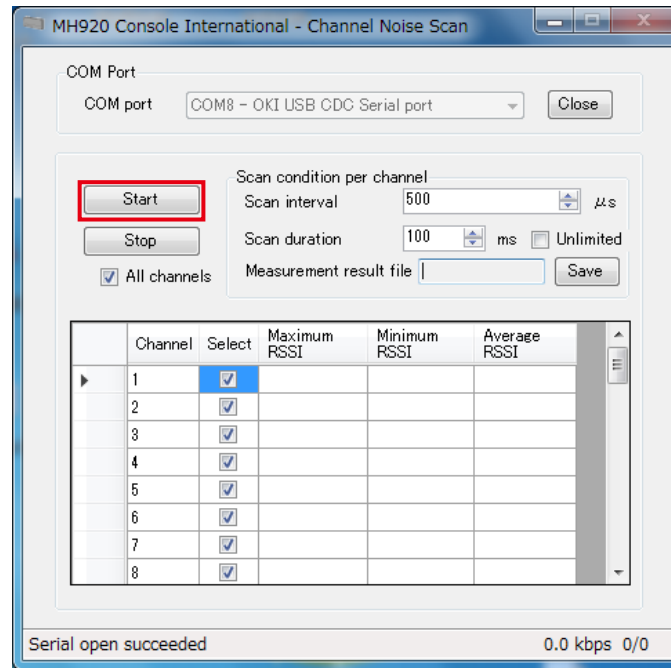 MH920 Console International - Channel Noise Scan
COM Port
COM port COM8 - OKI USB CDC Serial port Close
Scan condition per channel
Start Scan interval 500 μs
Stop Scan duration 100 ms Unlimited
All channels Measurement result file Save
Channel Select Maximum RSSI Minimum RSSI Average RSSI
1
2
3
4
5
6
7
8
Serial open succeeded 0.0 kbps 0/0